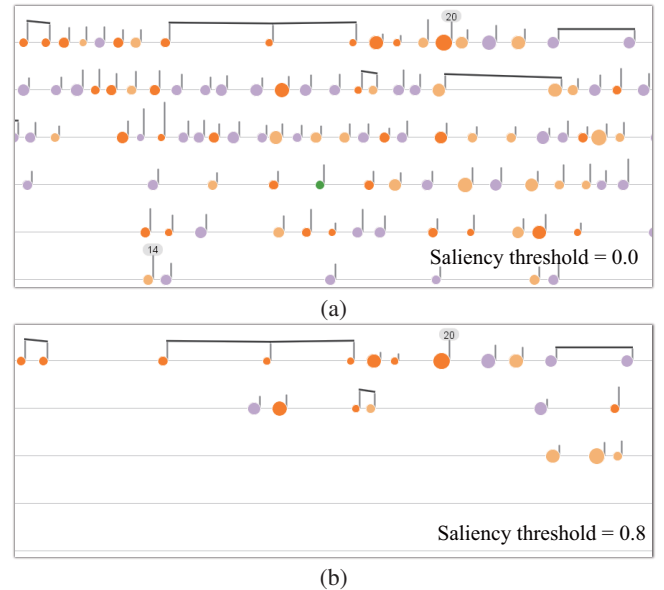 20
14
Saliency threshold = 0.0
(a)
20
Saliency threshold = 0.8
(b)